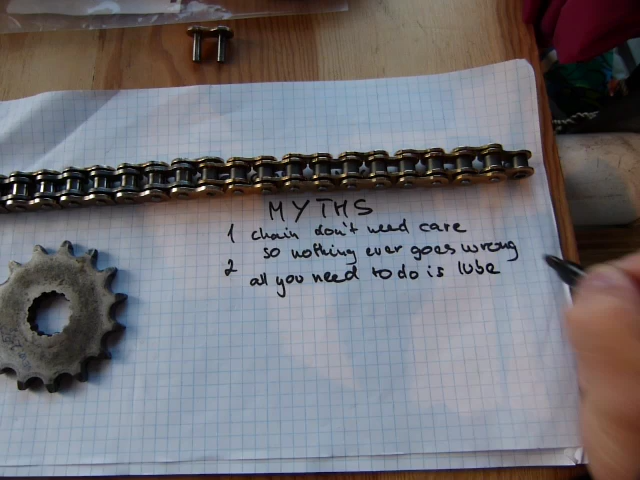 MYTHS
1 chain don't need care
so nothing ever goes wrong
2 all you need to do is lube